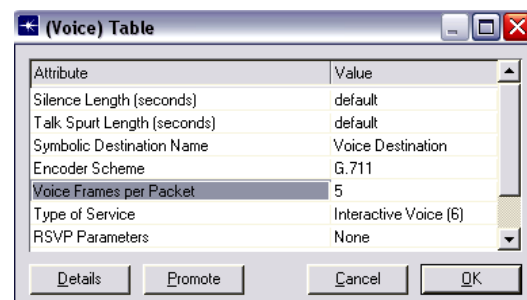 (Voice) Table
Attribute Value
Silence Length (seconds) default
Talk Spurt Length (seconds) default
Symbolic Destination Name Voice Destination
Encoder Scheme G.711
Voice Frames per Packet 5
Type of Service Interactive Voice (6)
RSVP Parameters None
Details Promote Cancel OK